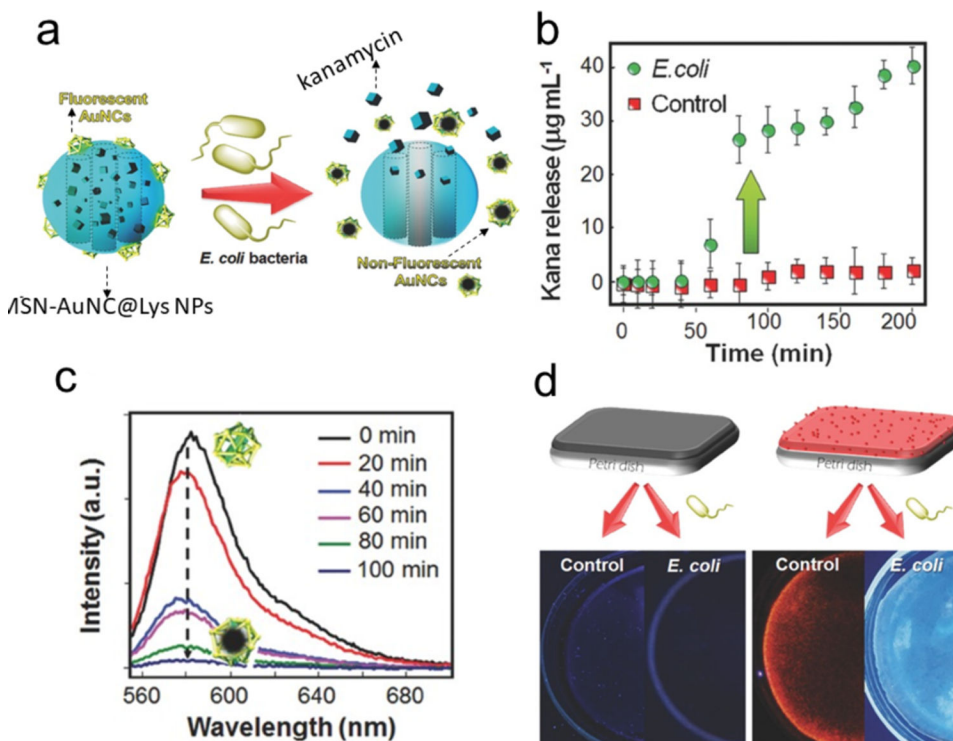 a
kanamycin
Fluorescent
AuNCs
E. coli bacteria
Non-Fluorescent
AuNCs
MSN-AuNC@Lys NPs
b
E.coli
Control
Kana release (µg mL⁻¹)
40
30
20
10
0
0
50
100
150
200
Time (min)
c
0 min
20 min
40 min
60 min
80 min
100 min
Intensity (a.u.)
560
600
640
680
Wavelength (nm)
d
Petri dish
Petri dish
Control
E. coli
Control
E. coli